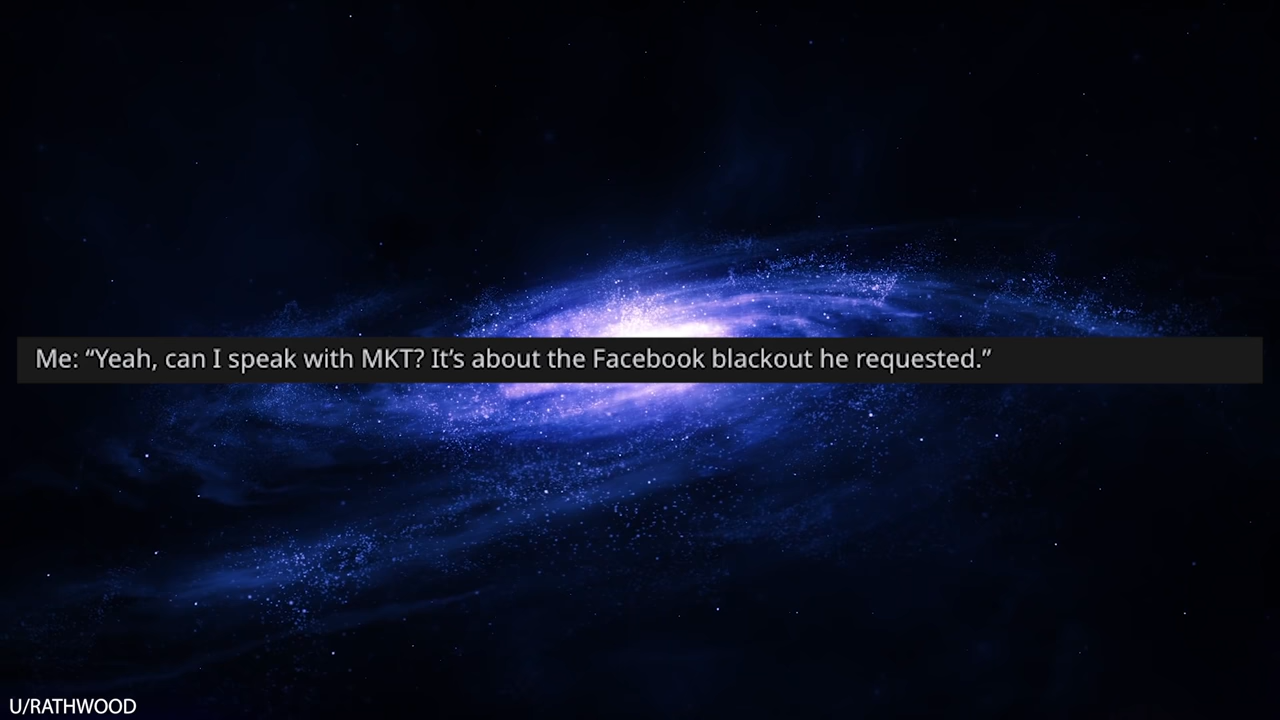 Me: “Yeah, can I speak with MKT? It’s about the Facebook blackout he requested.”
U/RATHWOOD